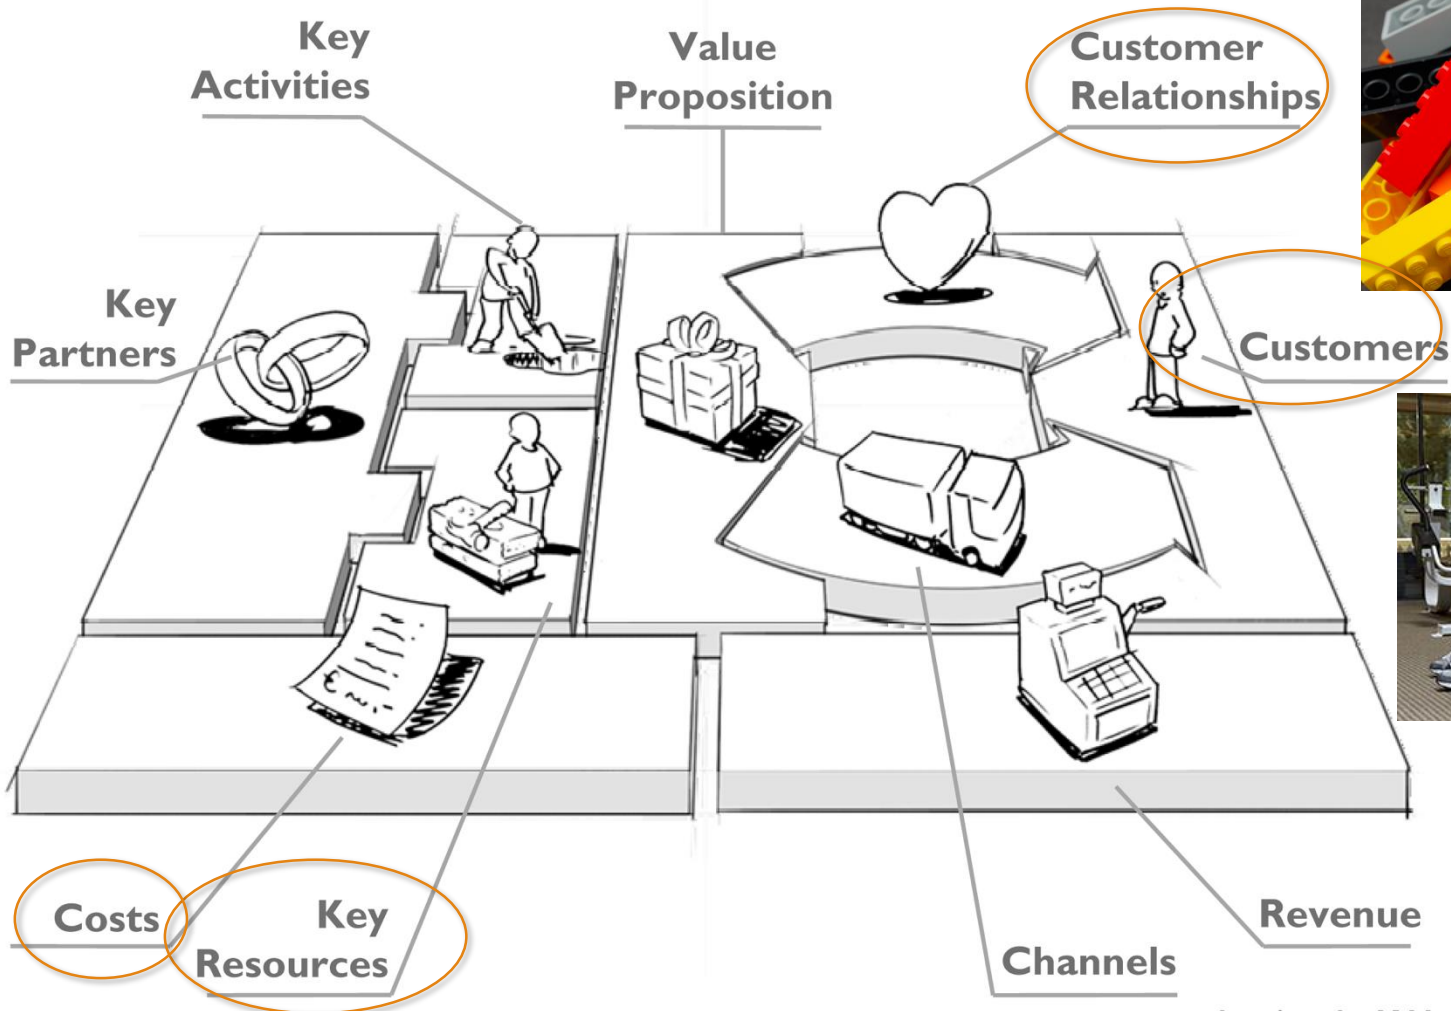 Key
Activities
Value
Proposition
Customer
Relationships
Key
Partners
Customers
€
Costs
Key
Resources
Channels
Revenue